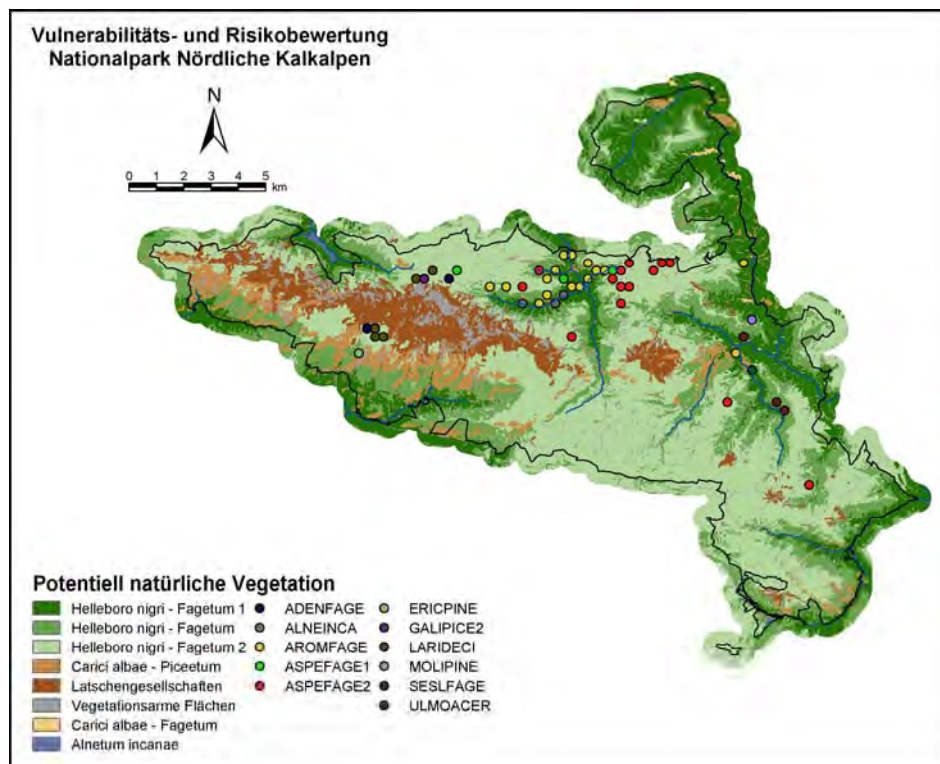 Vulnerabilitäts- und Risikobewertung
Nationalpark Nördliche Kalkalpen
N
0 1 2 3 4 5
km
Potentiell natürliche Vegetation
Helleboro nigri - Fagetum 1
Helleboro nigri - Fagetum
Helleboro nigri - Fagetum 2
Carici albae - Piceetum
Latschengesellschaften
Vegetationsarme Flächen
Carici albae - Fagetum
Alnetum incanae
ADENFAGE
ALNEINCA
AROMFAGE
ASPEFAGE1
ASPEFAGE2
ERICPINE
GALIPICE2
LARIDECI
MOLIPINE
SESLFAGE
ULMOACER